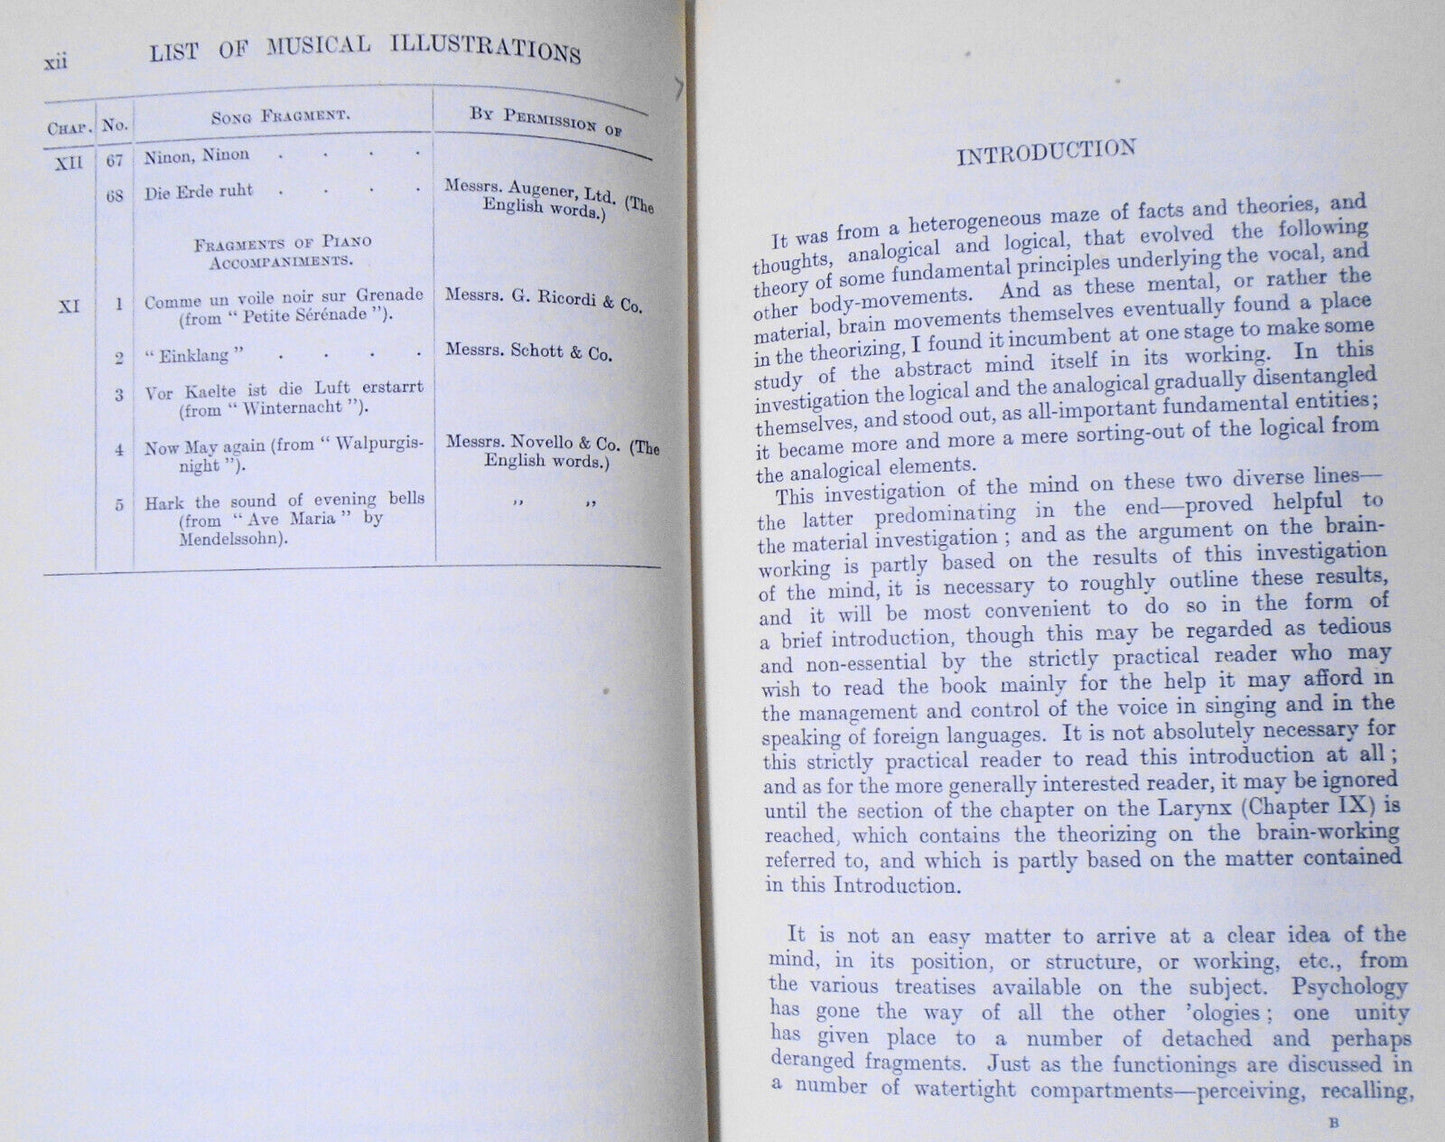 xii LIST OF MUSICAL ILLUSTRATIONS
CHAP. No. SONG FRAGMENT. BY PERMISSION OF
XII 67 Ninon, Ninon . . . .
68 Die Erde ruht . . . . Messrs. Augener, Ltd. (The
English words.)
FRAGMENTS OF PIANO
ACCOMPANIMENTS.
XI 1 Comme un voile noir sur Grenade Messrs. G. Ricordi & Co.
(from “ Petite Sérénade ”).
2 “ Einklang ” . . . . Messrs. Schott & Co.
3 Vor Kaelte ist die Luft erstarrt
(from “ Winternacht ”).
4 Now May again (from “ Walpurgis- Messrs. Novello & Co. (The
night ”). English words.)
5 Hark the sound of evening bells ,, ,,
(from “ Ave Maria ” by
Mendelssohn).
INTRODUCTION
It was from a heterogeneous maze of facts and theories, and
thoughts, analogical and logical, that evolved the following
theory of some fundamental principles underlying the vocal, and
other body-movements. And as these mental, or rather the
material, brain movements themselves eventually found a place
in the theorizing, I found it incumbent at one stage to make some
study of the abstract mind itself in its working. In this
investigation the logical and the analogical gradually disentangled
themselves, and stood out, as all-important fundamental entities;
it became more and more a mere sorting-out of the logical from
the analogical elements.
This investigation of the mind on these two diverse lines—
the latter predominating in the end—proved helpful to
the material investigation ; and as the argument on the brain-
working is partly based on the results of this investigation
of the mind, it is necessary to roughly outline these results,
and it will be most convenient to do so in the form of
a brief introduction, though this may be regarded as tedious
and non-essential by the strictly practical reader who may
wish to read the book mainly for the help it may afford in
the management and control of the voice in singing and in the
speaking of foreign languages. It is not absolutely necessary for
this strictly practical reader to read this introduction at all ;
and as for the more generally interested reader, it may be ignored
until the section of the chapter on the Larynx (Chapter IX) is
reached, which contains the theorizing on the brain-working
referred to, and which is partly based on the matter contained
in this Introduction.
It is not an easy matter to arrive at a clear idea of the
mind, in its position, or structure, or working, etc., from
the various treatises available on the subject. Psychology
has gone the way of all the other ’ologies ; one unity
has given place to a number of detached and perhaps
deranged fragments. Just as the functionings are discussed in
a number of watertight compartments—perceiving, recalling,
B